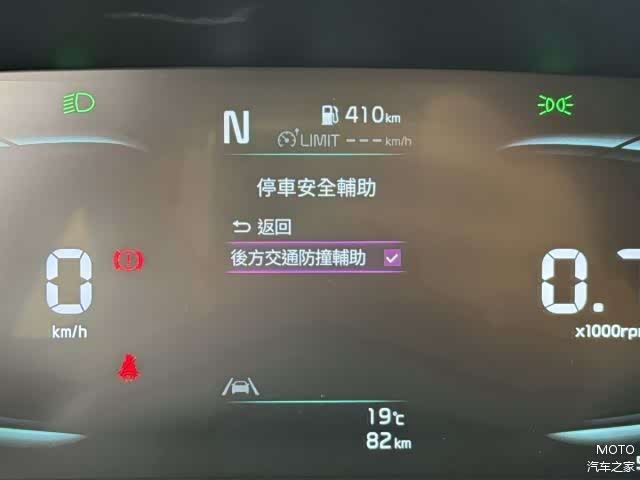 N
410km
LIMIT ---km/h
停車安全輔助
返回
後方交通防撞輔助
0
km/h
0.
x1000rpm
19℃
82km
MOTO
汽车之家